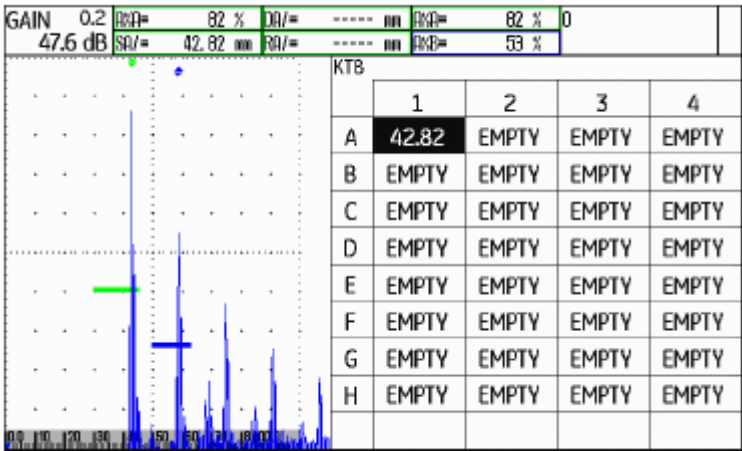 GAIN 0.2 A%A= 82 % DA/= ----- mm A%A= 82 % 0
47.6 dB SA/= 42.82 mm RA/= ----- mm A%B= 53 %
KTB
1 2 3 4
A 42.82 EMPTY EMPTY EMPTY
B EMPTY EMPTY EMPTY EMPTY
C EMPTY EMPTY EMPTY EMPTY
D EMPTY EMPTY EMPTY EMPTY
E EMPTY EMPTY EMPTY EMPTY
F EMPTY EMPTY EMPTY EMPTY
G EMPTY EMPTY EMPTY EMPTY
H EMPTY EMPTY EMPTY EMPTY